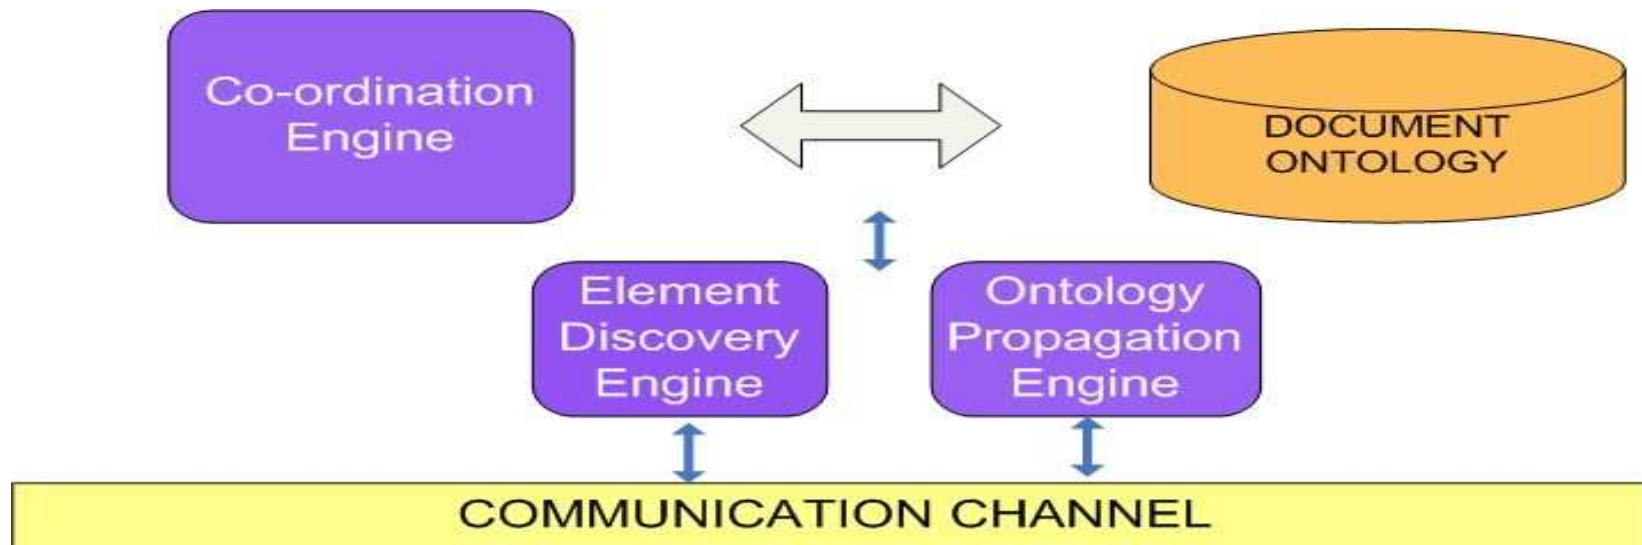 Co-ordination
Engine
DOCUMENT
ONTOLOGY
Element
Discovery
Engine
Ontology
Propagation
Engine
COMMUNICATION CHANNEL